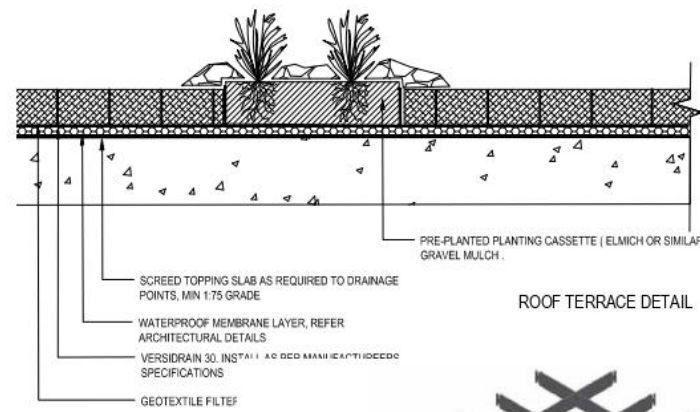 PRE-PLANTED PLANTING CASSETTE ( ELMICH OR SIMILAR
GRAVEL MULCH .
SCREED TOPPING SLAB AS REQUIRED TO DRAINAGE
POINTS, MIN 1:75 GRADE
ROOF TERRACE DETAIL
WATERPROOF MEMBRANE LAYER, REFER
ARCHITECTURAL DETAILS
VERSIDRAIN 30. INSTALL AS PER MANUFACTUREERS
SPECIFICATIONS
GEOTEXTILE FILTER